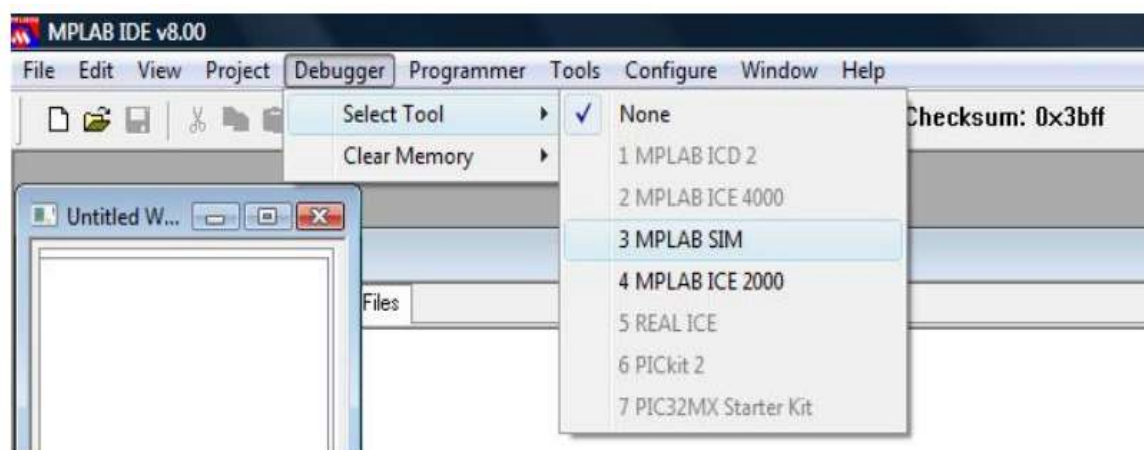 MPLAB IDE v8.00
File Edit View Project Debugger Programmer Tools Configure Window Help
Select Tool
None
Checksum: 0x3bff
Clear Memory
1 MPLAB ICD 2
2 MPLAB ICE 4000
Untitled W...
3 MPLAB SIM
4 MPLAB ICE 2000
Files
5 REAL ICE
6 PICkit 2
7 PIC32MX Starter Kit